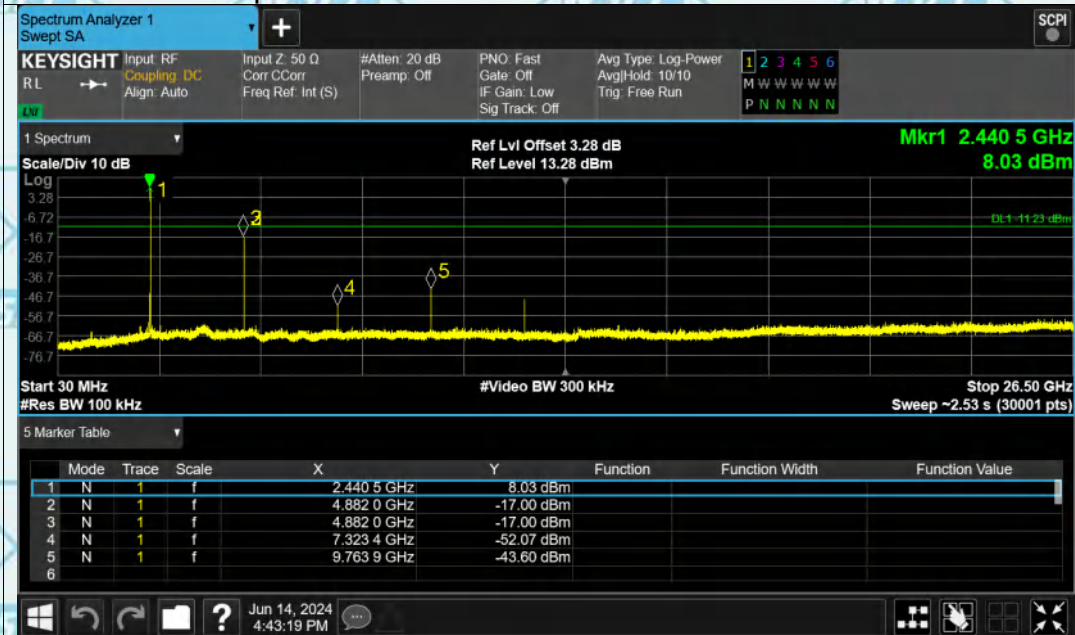 Spectrum Analyzer 1
Swept SA
+
SCPI
KEYSIGHT
RL
LXI
Input: RF
Coupling: DC
Align: Auto
Input Z: 50 Ω
Corr CCorr
Freq Ref: Int (S)
#Atten: 20 dB
Preamp: Off
PNO: Fast
Gate: Off
IF Gain: Low
Sig Track: Off
Avg Type: Log-Power
Avg|Hold: 10/10
Trig: Free Run
1 2 3 4 5 6
M W W W W W
P N N N N N
1 Spectrum
Scale/Div 10 dB
Ref Lvl Offset 3.28 dB
Ref Level 13.28 dBm
Mkr1 2.440 5 GHz
8.03 dBm
Log
3.28
-6.72
-16.7
-26.7
-36.7
-46.7
-56.7
-66.7
-76.7
1
4
5
DL1 -11.23 dBm
Start 30 MHz
#Res BW 100 kHz
#Video BW 300 kHz
Stop 26.50 GHz
Sweep ~2.53 s (30001 pts)
5 Marker Table
Mode Trace Scale X Y Function Function Width Function Value
1 N 1 f 2.440 5 GHz 8.03 dBm
2 N 1 f 4.882 0 GHz -17.00 dBm
3 N 1 f 4.882 0 GHz -17.00 dBm
4 N 1 f 7.323 4 GHz -52.07 dBm
5 N 1 f 9.763 9 GHz -43.60 dBm
6
?
Jun 14, 2024
4:43:19 PM